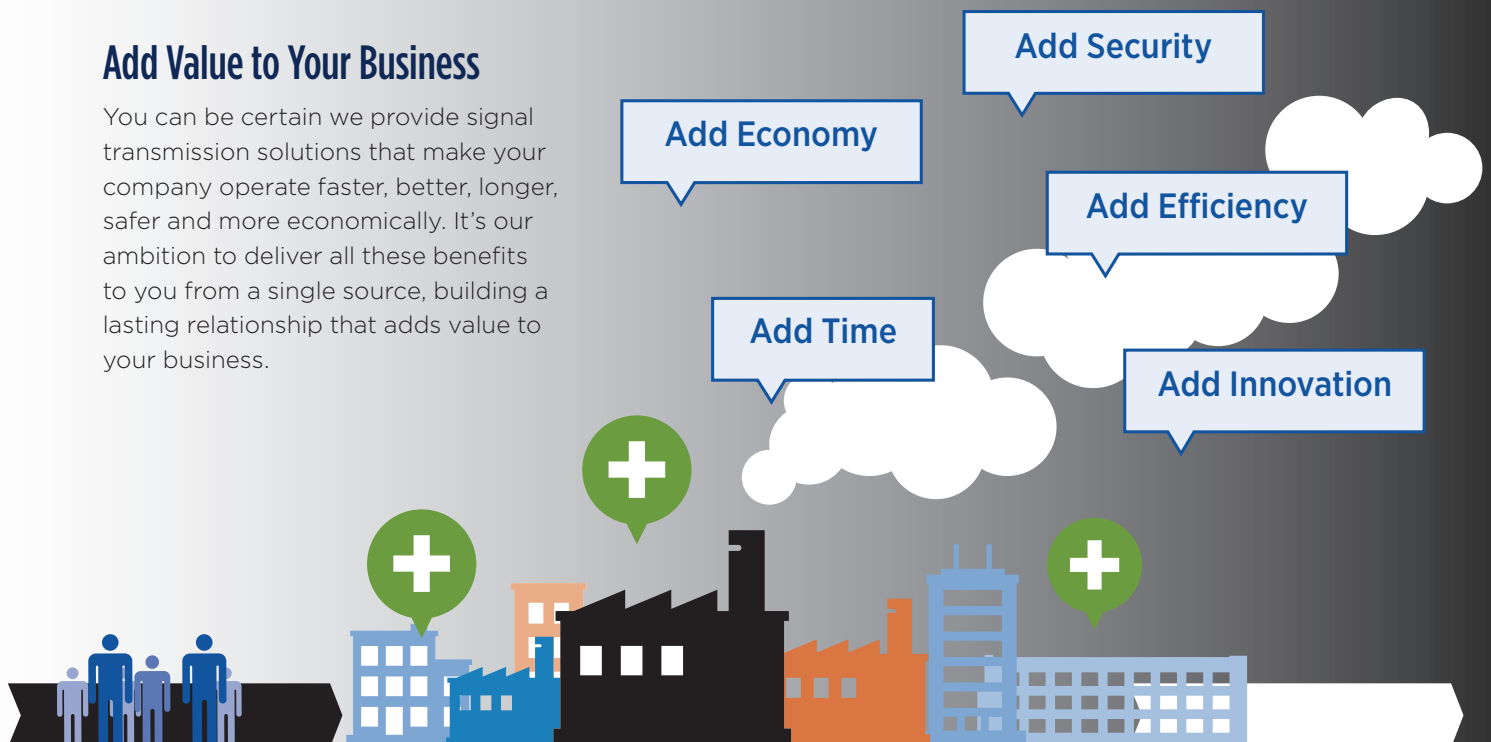 Add Value to Your Business
You can be certain we provide signal
transmission solutions that make your
company operate faster, better, longer,
safer and more economically. It’s our
ambition to deliver all these benefits
to you from a single source, building a
lasting relationship that adds value to
your business.
Add Security
Add Economy
Add Efficiency
Add Time
Add Innovation